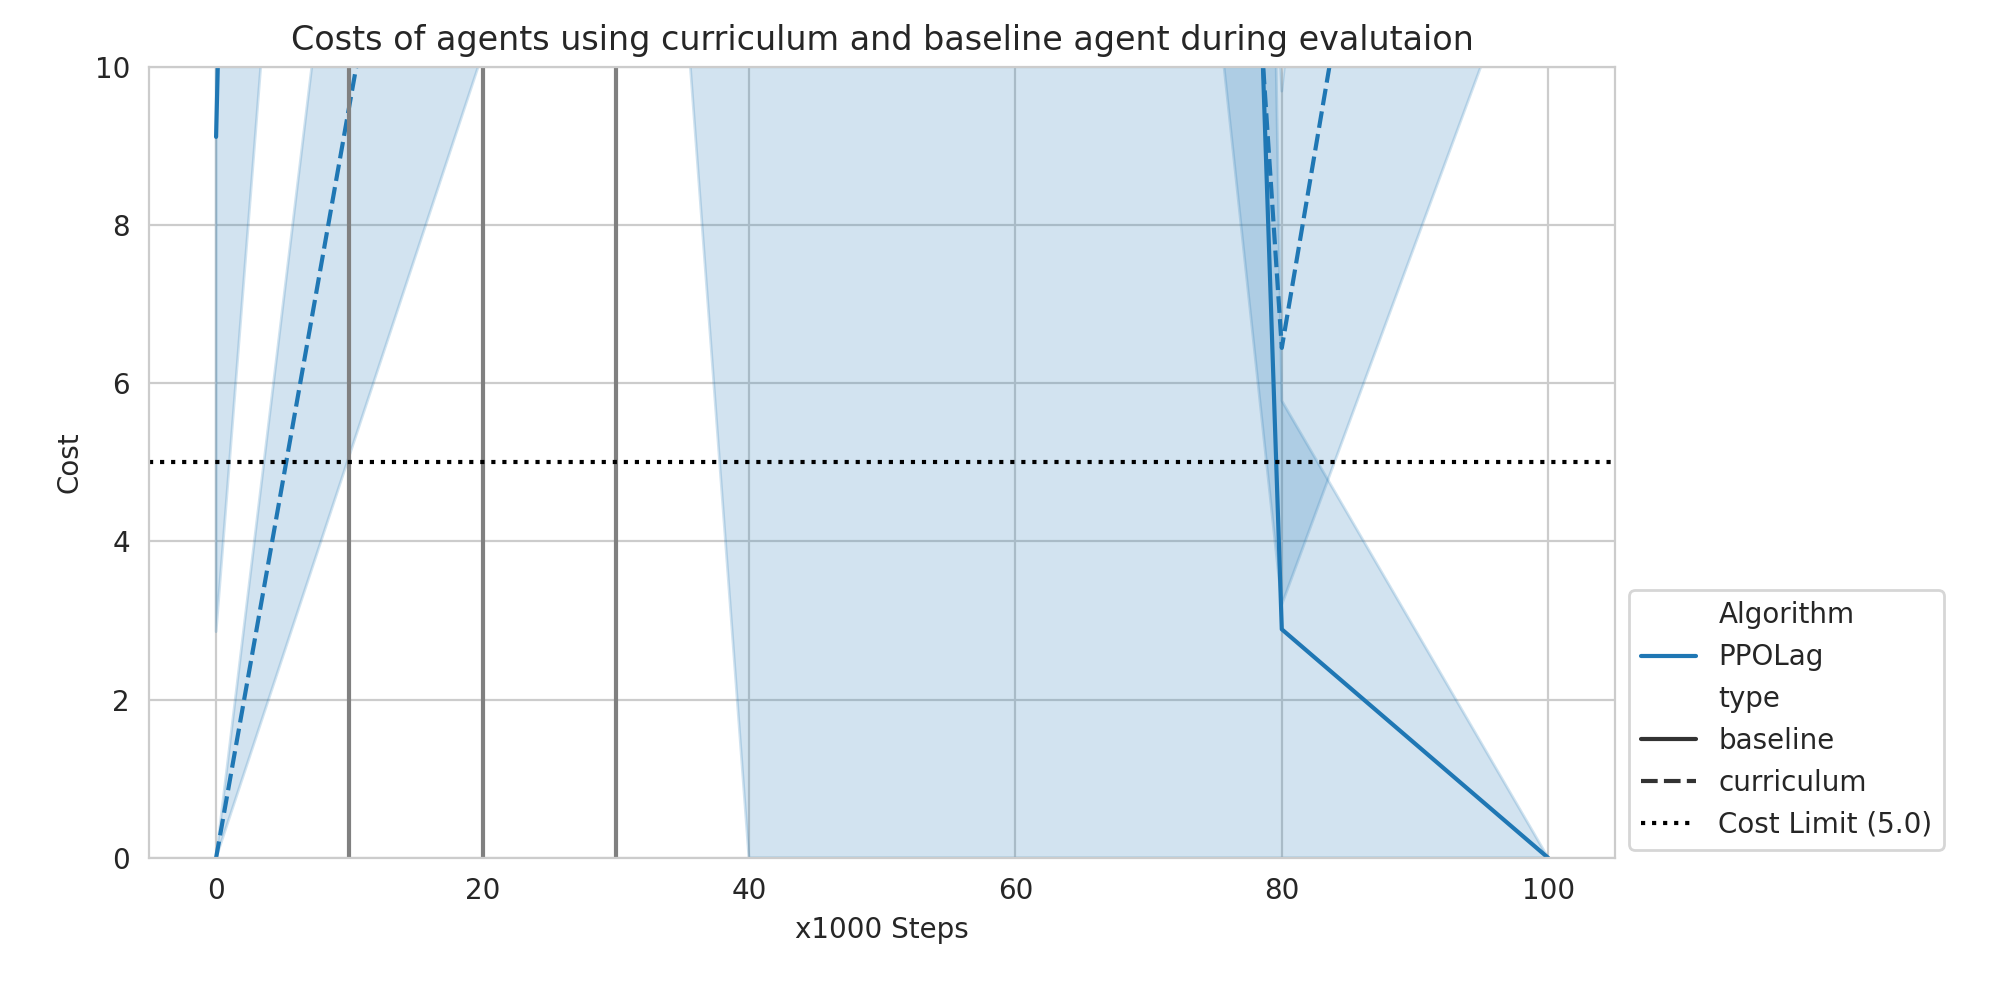 Costs of agents using curriculum and baseline agent during evalutaion
10
8
6
4
2
0
Cost
0 20 40 60 80 100
x1000 Steps
Algorithm
PPOLag
type
baseline
curriculum
Cost Limit (5.0)